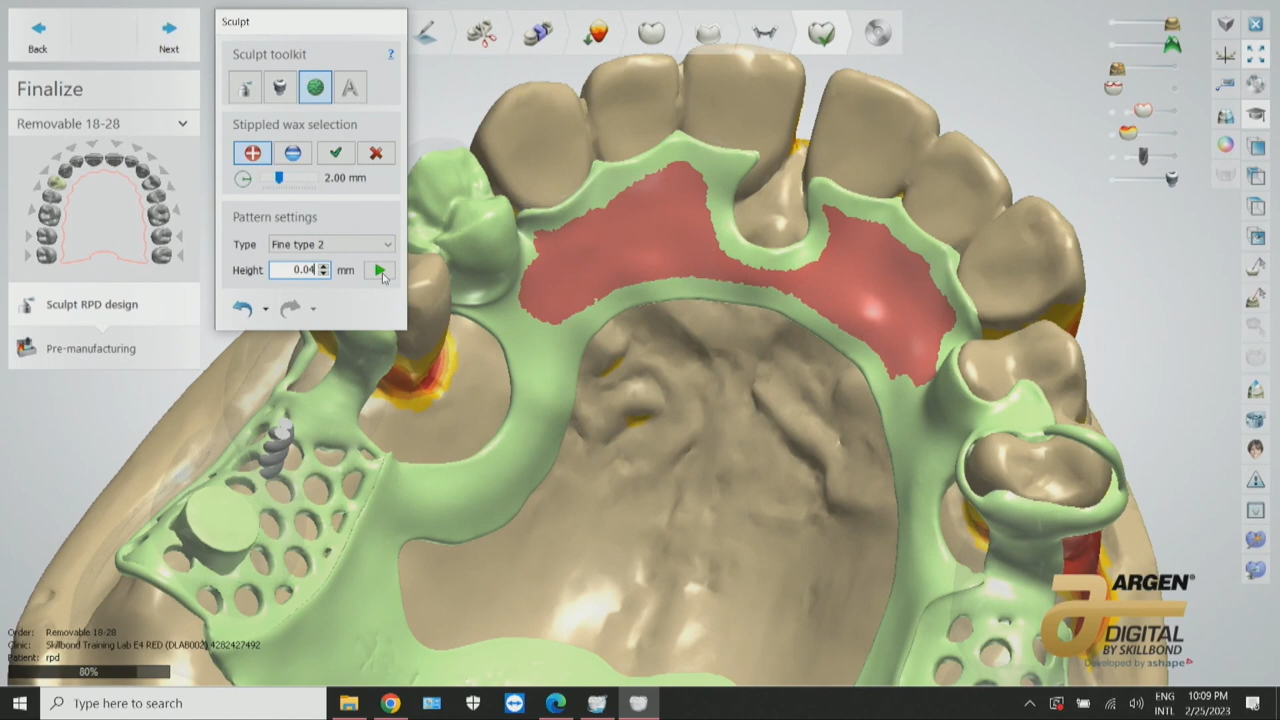 Back
Next
Finalize
Removable 18-28
Sculpt RPD design
Pre-manufacturing
Sculpt
Sculpt toolkit
?
Stippled wax selection
2.00 mm
Pattern settings
Type Fine type 2
Height 0.04 mm
Order: Removable 18-28
Clinic: Skillbond Training Lab E4 RED (DLAB002) 4282427492
Patient: rpd
80%
ARGEN®
DIGITAL
BY SKILLBOND
Developed by 3shape
Type here to search
ENG
INTL
10:09 PM
2/25/2023